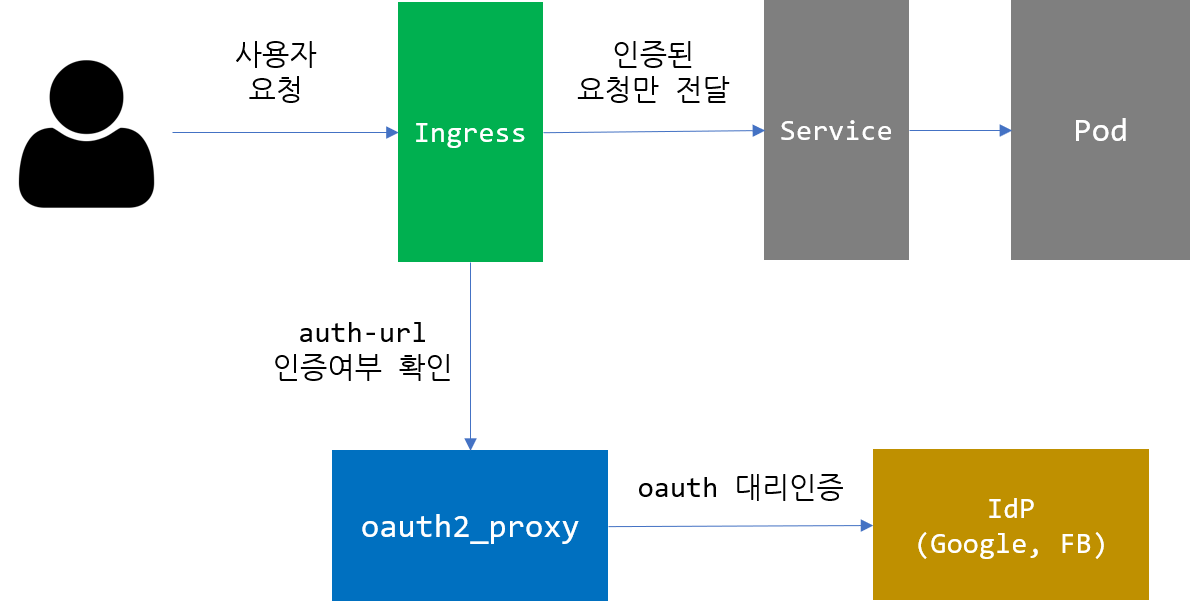 사용자
요청
Ingress
인증된
요청만 전달
Service
Pod
auth-url
인증여부 확인
oauth2_proxy
oauth 대리인증
IdP
(Google, FB)